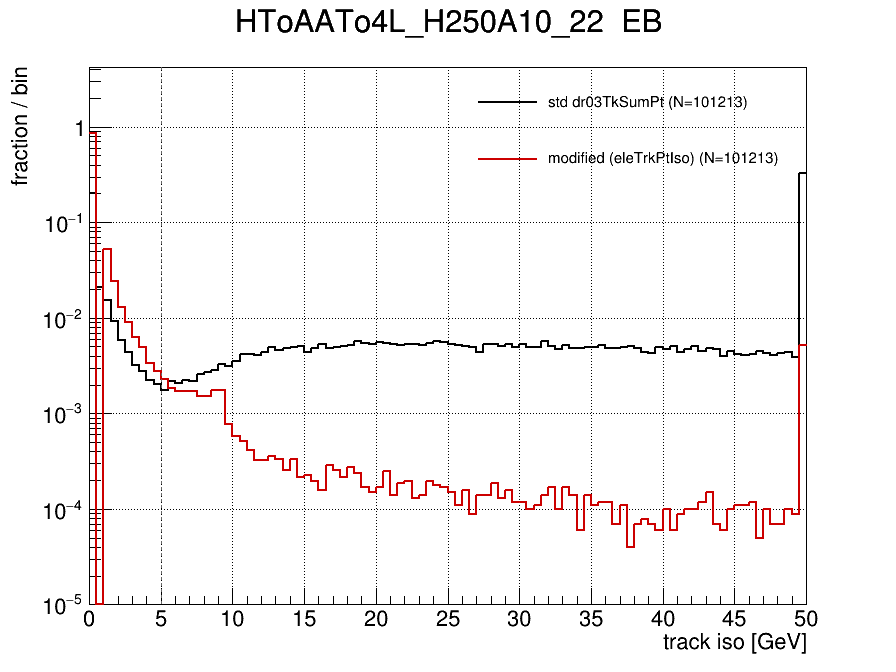 HToAATo4L_H250A10_22 EB
fraction / bin
std dr03TkSumPt (N=101213)
modified (eleTrkPtIso) (N=101213)
1
10⁻¹
10⁻²
10⁻³
10⁻⁴
10⁻⁵
0 5 10 15 20 25 30 35 40 45 50
track iso [GeV]